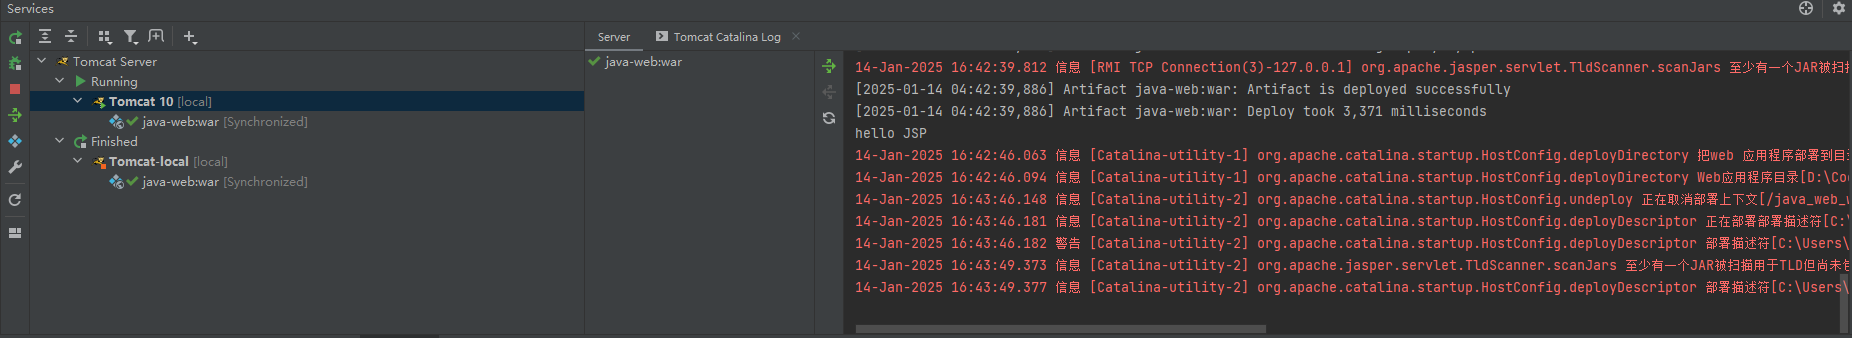 Services
Tomcat Server
Running
Tomcat 10 [local]
java-web:war [Synchronized]
Finished
Tomcat-local [local]
java-web:war [Synchronized]
Server
Tomcat Catalina Log
java-web:war
14-Jan-2025 16:42:39.812 信息 [RMI TCP Connection(3)-127.0.0.1] org.apache.jasper.servlet.TldScanner.scanJars 至少有一个JAR被扫描
[2025-01-14 04:42:39,886] Artifact java-web:war: Artifact is deployed successfully
[2025-01-14 04:42:39,886] Artifact java-web:war: Deploy took 3,371 milliseconds
hello JSP
14-Jan-2025 16:42:46.063 信息 [Catalina-utility-1] org.apache.catalina.startup.HostConfig.deployDirectory 把web 应用程序部署到目
14-Jan-2025 16:42:46.094 信息 [Catalina-utility-1] org.apache.catalina.startup.HostConfig.deployDirectory Web应用程序目录[D:\Coo
14-Jan-2025 16:43:46.148 信息 [Catalina-utility-2] org.apache.catalina.startup.HostConfig.undeploy 正在取消部署上下文[/java_web_
14-Jan-2025 16:43:46.181 信息 [Catalina-utility-2] org.apache.catalina.startup.HostConfig.deployDescriptor 正在部署部署描述符[C:\
14-Jan-2025 16:43:46.182 警告 [Catalina-utility-2] org.apache.catalina.startup.HostConfig.deployDescriptor 部署描述符[C:\Users\
14-Jan-2025 16:43:49.373 信息 [Catalina-utility-2] org.apache.jasper.servlet.TldScanner.scanJars 至少有一个JAR被扫描用于TLD但尚未包
14-Jan-2025 16:43:49.377 信息 [Catalina-utility-2] org.apache.catalina.startup.HostConfig.deployDescriptor 部署描述符[C:\Users\